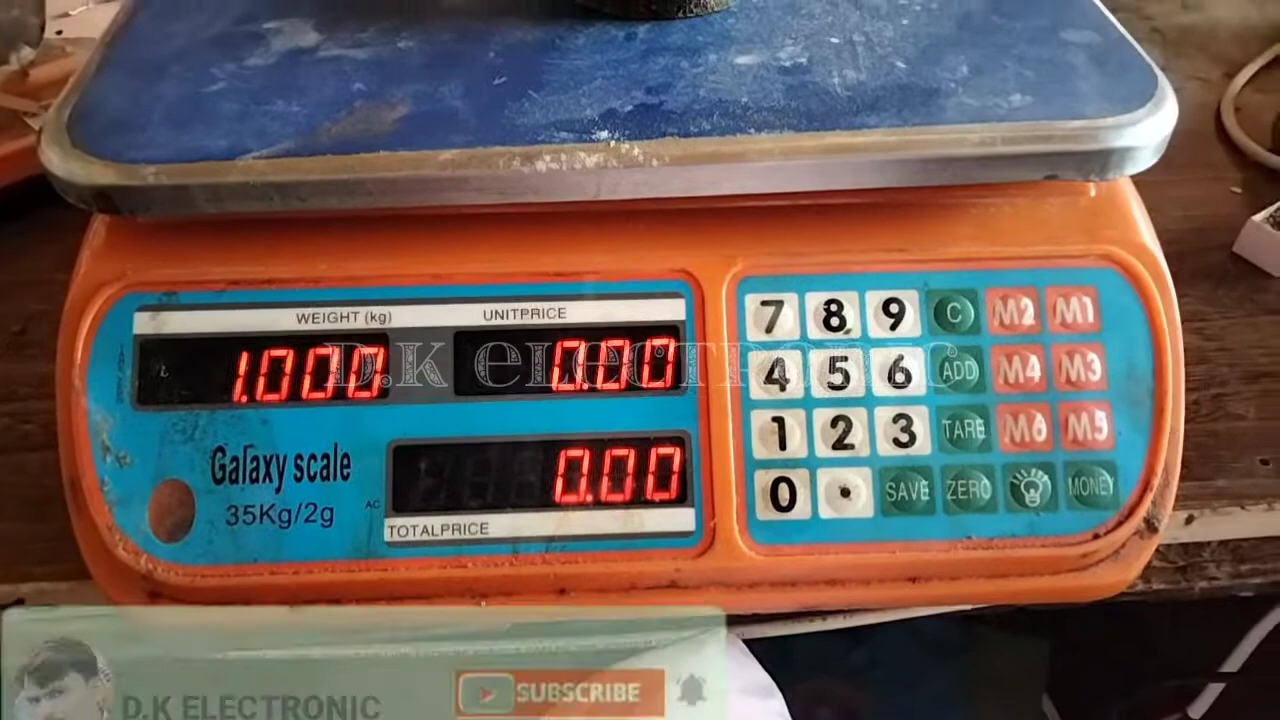 WEIGHT (kg) UNITPRICE
1.000 0.00
D.K ELECTRONIC
Galaxy scale
35Kg/2g
AC
0.00
TOTALPRICE
7 8 9 C M2 M1
4 5 6 ADD M4 M3
1 2 3 TARE M6 M5
0 . SAVE ZERO MONEY
D.K ELECTRONIC
SUBSCRIBE